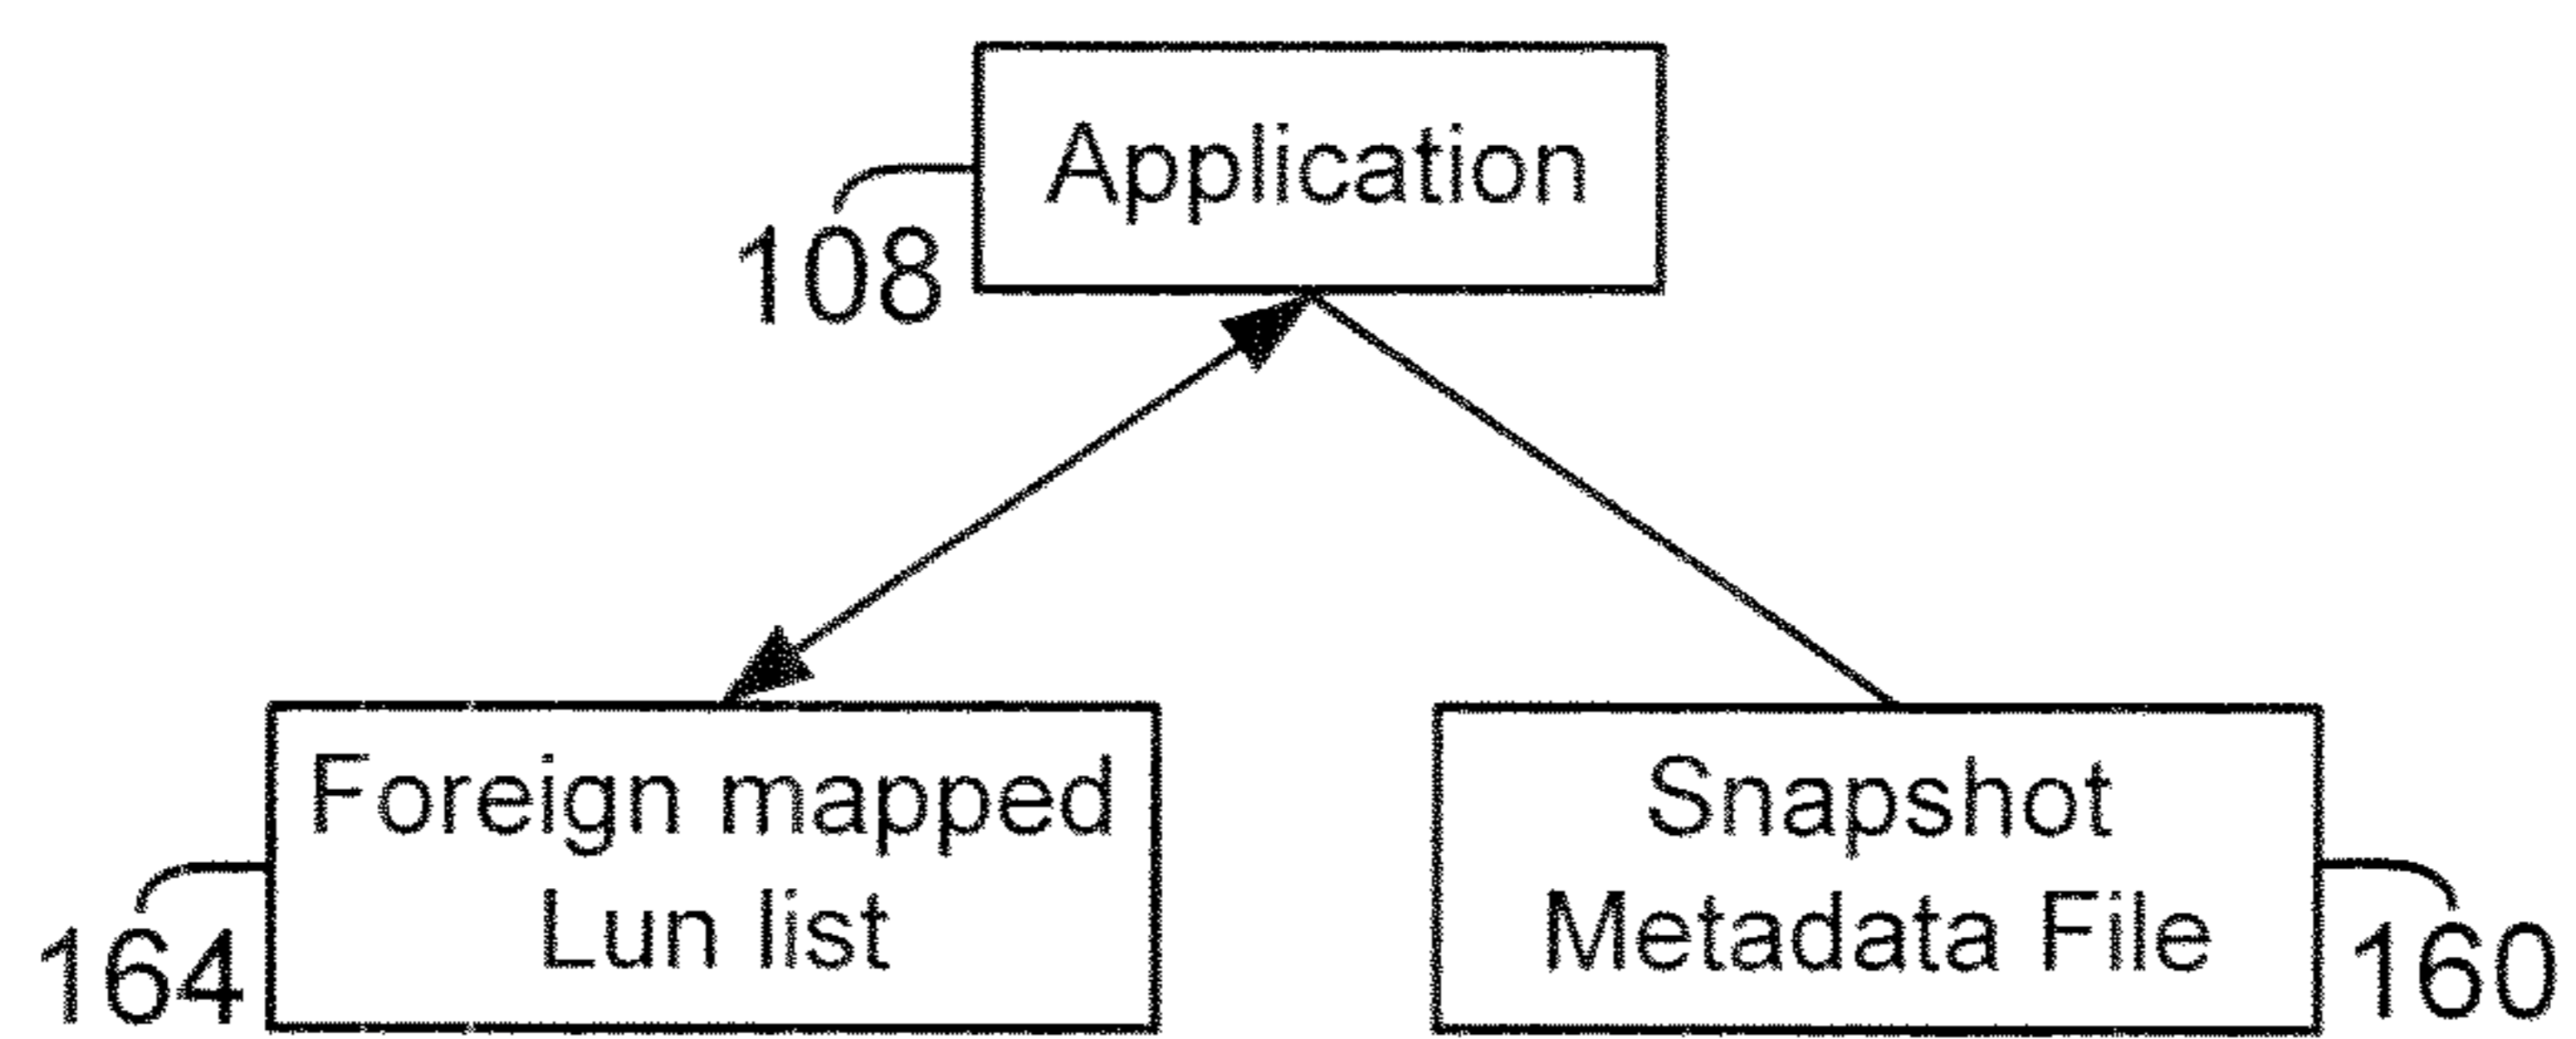 Application
108
Foreign mapped
Lun list
164
Snapshot
Metadata File
160